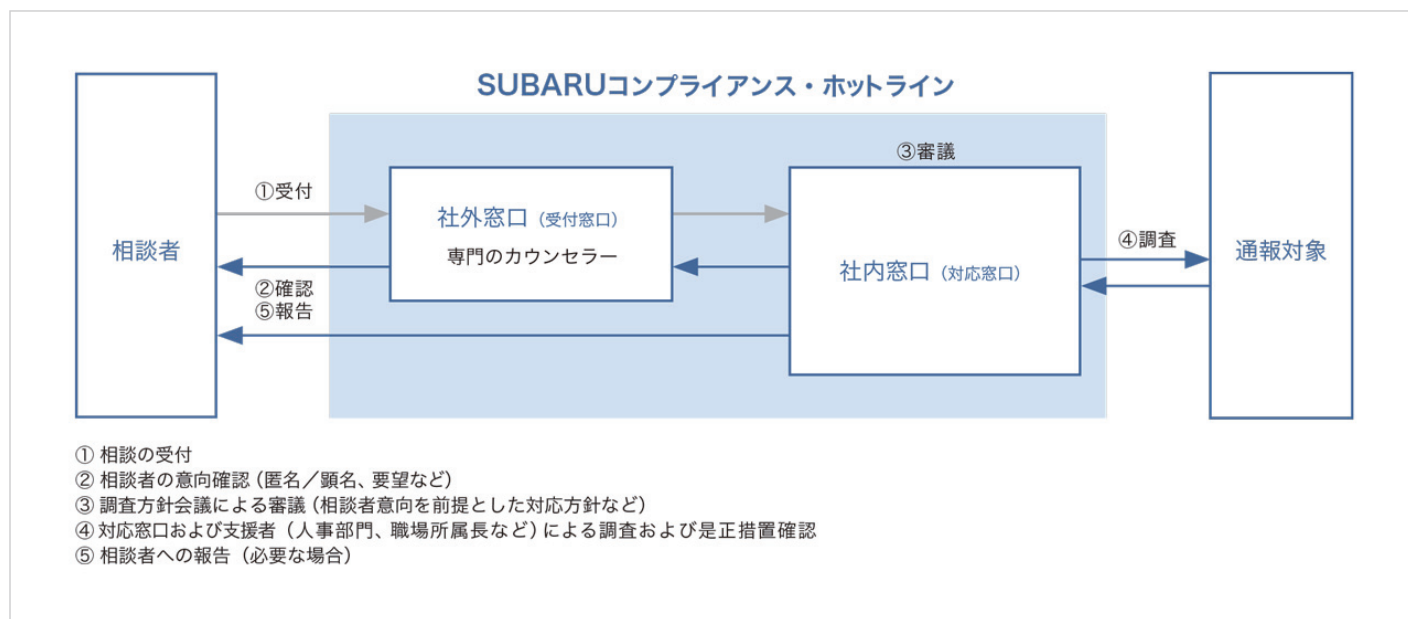 SUBARUコンプライアンス・ホットライン
③審議
①受付
社外窓口（受付窓口）
専門のカウンセラー
相談者
社内窓口（対応窓口）
④調査
通報対象
②確認
⑤報告
① 相談の受付
② 相談者の意向確認（匿名／顕名、要望など）
③ 調査方針会議による審議（相談者意向を前提とした対応方針など）
④ 対応窓口および支援者（人事部門、職場所属長など）による調査および是正措置確認
⑤ 相談者への報告（必要な場合）